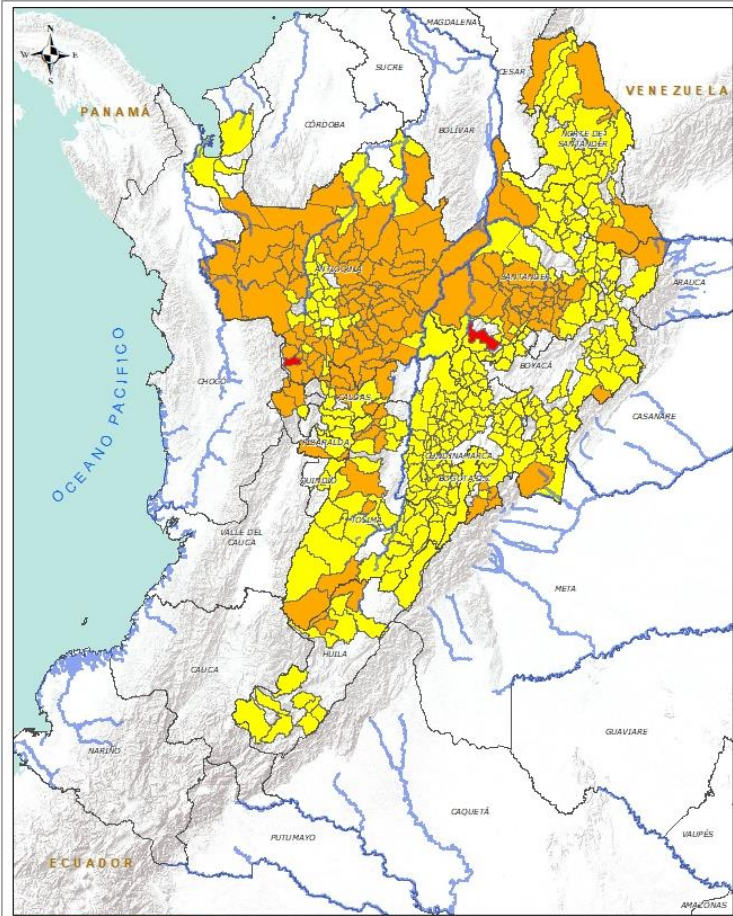 N
W E
S
MAGDALENA
SUCRE
CESAR
VENEZUELA
PANAMÁ
CÓRDOBA
BOLÍVAR
NORTE DE
SANTANDER
ANTIOQUIA
SANTANDER
ARAUCA
OCEANO PACIFICO
CHOCÓ
BOYACÁ
CALDAS
CASANARE
RISARALDA
CUNDINAMARCA
QUINDIO
BOGOTÁ D.C.
TOLIMA
VALLE DEL
CAUCA
META
HUILA
CAUCA
GUAVIARE
NARIÑO
CAQUETÁ
PUTUMAYO
VAUPÉS
ECUADOR
AMAZONAS